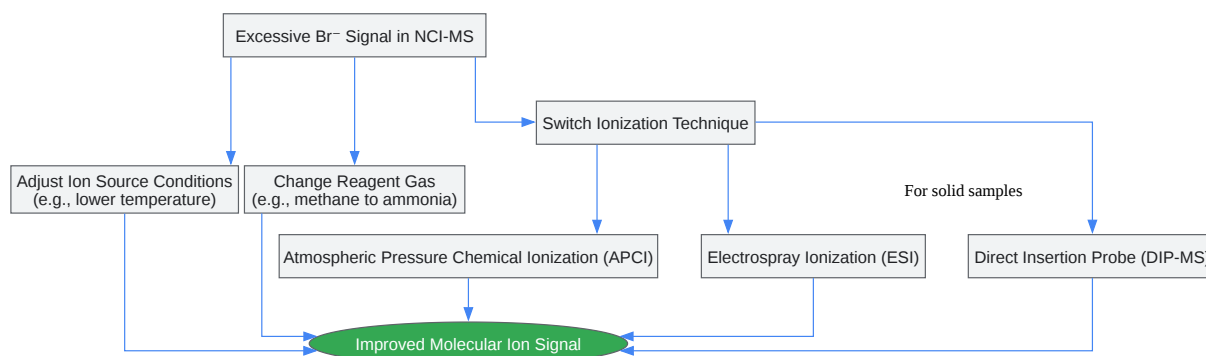 Excessive Br⁻ Signal in NCI-MS
Switch Ionization Technique
Adjust Ion Source Conditions
(e.g., lower temperature)
Change Reagent Gas
(e.g., methane to ammonia)
For solid samples
Atmospheric Pressure Chemical Ionization (APCI)
Electrospray Ionization (ESI)
Direct Insertion Probe (DIP-MS)
Improved Molecular Ion Signal